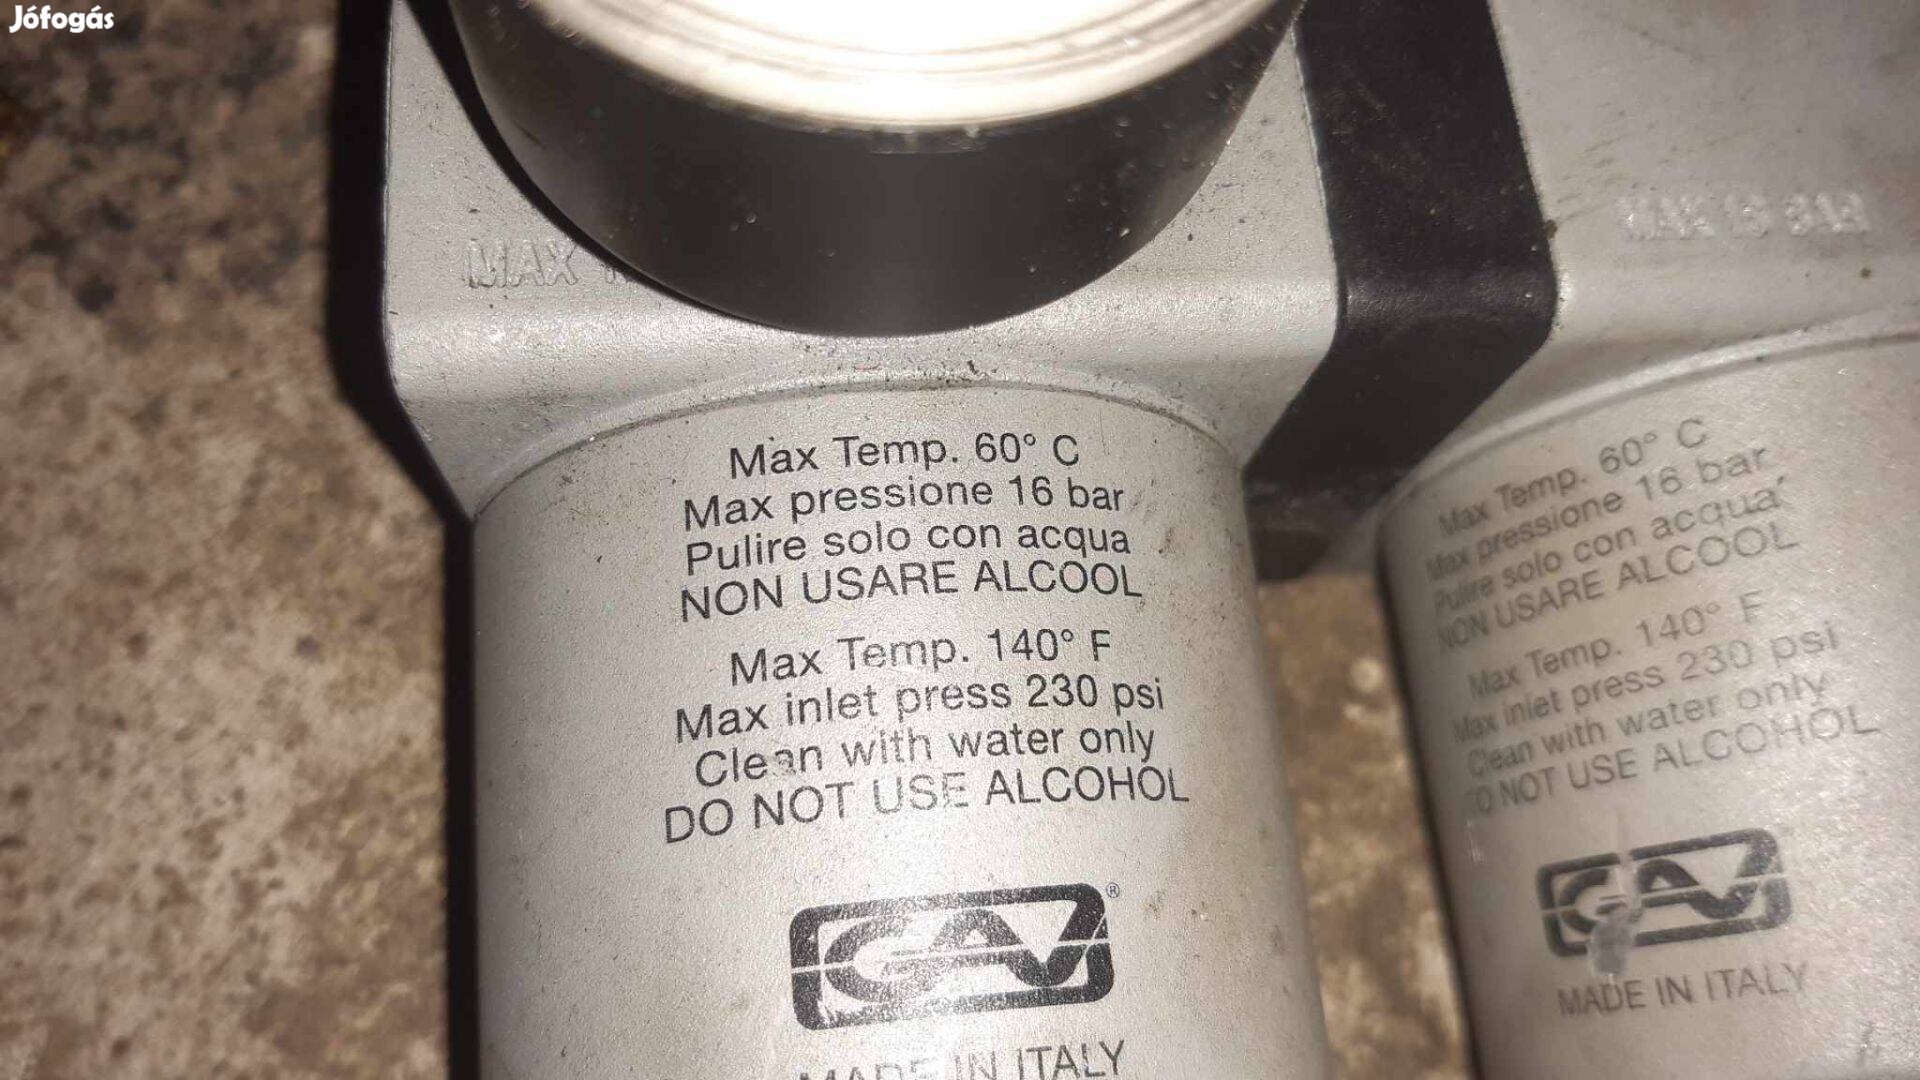 Jófogás
MAX
MAX 16 BAR
Max Temp. 60° C
Max pressione 16 bar
Pulire solo con acqua
NON USARE ALCOOL
Max Temp. 140° F
Max inlet press 230 psi
Clean with water only
DO NOT USE ALCOHOL
GAV®
MADE IN ITALY
Max Temp. 60° C
Max pressione 16 bar
Pulire solo con acqua
NON USARE ALCOOL
Max Temp. 140° F
Max inlet press 230 psi
Clean with water only
DO NOT USE ALCOHOL
GAV
MADE IN ITALY